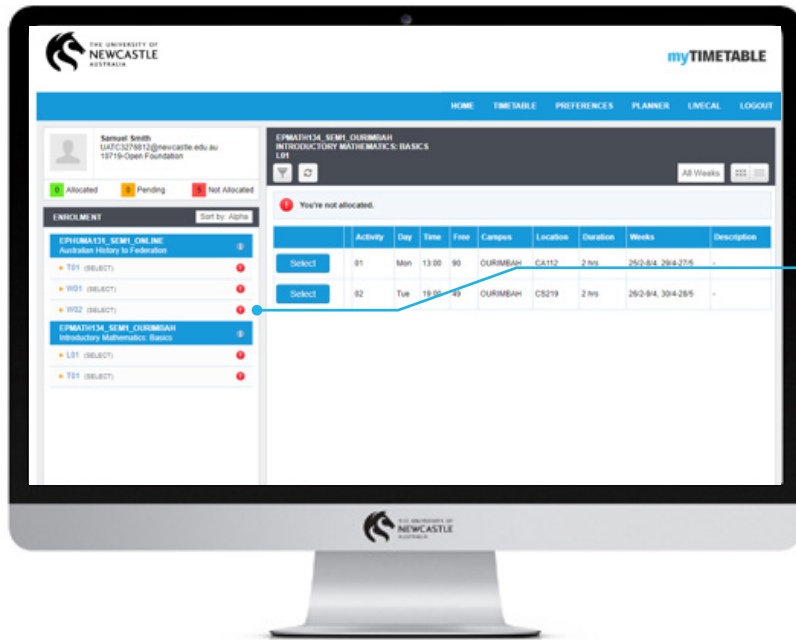 THE UNIVERSITY OF
NEWCASTLE
AUSTRALIA
myTIMETABLE
HOME TIMETABLE PREFERENCES PLANNER LIVECAL LOGOUT
Samuel Smith
UATC3276812@newcastle.edu.au
10719-Open Foundation
0 Allocated 0 Pending 5 Not Allocated
ENROLMENT Sort by: Alpha
EPHUMA131_SEM1_ONLINE
Australian History to Federation
T01 (SELECT)
W01 (SELECT)
W02 (SELECT)
EPMATH134_SEM1_OURIMBAH
Introductory Mathematics: Basics
L01 (SELECT)
T01 (SELECT)
EPMATH134_SEM1_OURIMBAH
INTRODUCTORY MATHEMATICS: BASICS
L01
All Weeks
You're not allocated.
Activity Day Time Free Campus Location Duration Weeks Description
Select 01 Mon 13:00 90 OURIMBAH CA112 2 hrs 25/2-8/4, 29/4-27/5 -
Select 02 Tue 19:00 49 OURIMBAH CS219 2 hrs 26/2-9/4, 30/4-28/5 -
THE UNIVERSITY OF
NEWCASTLE
AUSTRALIA